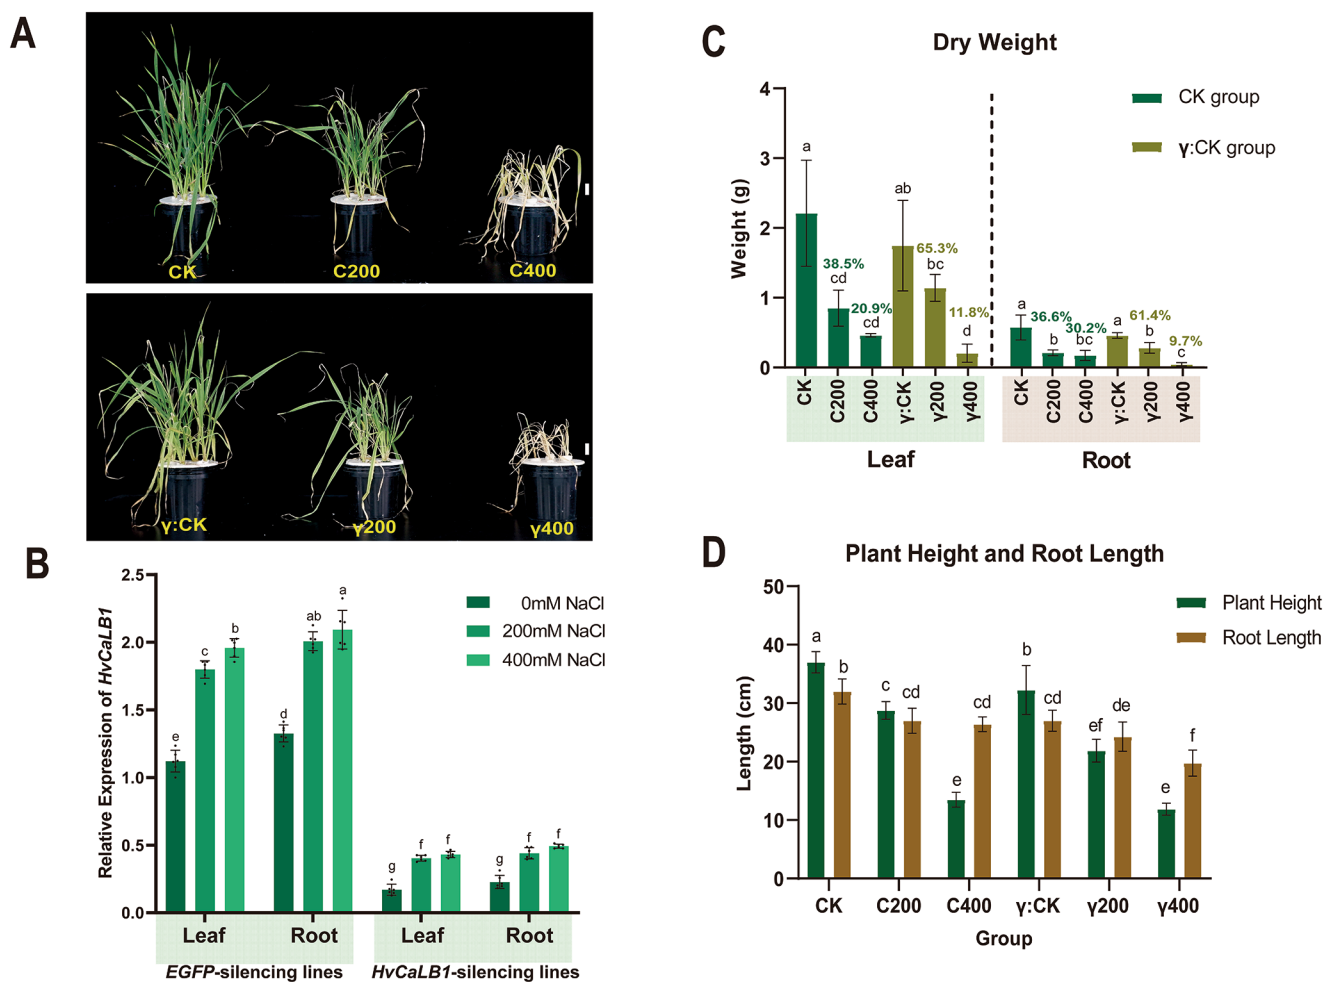 A
CK
C200
C400
γ:CK
γ200
γ400
B
Relative Expression of HvCaLB1
2.5
2.0
1.5
1.0
0.5
0.0
0mM NaCl
200mM NaCl
400mM NaCl
e
c
b
d
ab
a
g
f
f
g
f
f
Leaf
Root
Leaf
Root
EGFP-silencing lines
HvCaLB1-silencing lines
C
Dry Weight
CK group
γ:CK group
Weight (g)
4
3
2
1
0
a
38.5%
cd
20.9%
cd
ab
65.3%
bc
11.8%
d
a
36.6%
b
30.2%
bc
a
61.4%
b
9.7%
c
CK
C200
C400
γ:CK
γ200
γ400
CK
C200
C400
γ:CK
γ200
γ400
Leaf
Root
D
Plant Height and Root Length
Plant Height
Root Length
Length (cm)
50
40
30
20
10
0
a
b
c
cd
e
cd
b
cd
ef
de
e
f
CK
C200
C400
γ:CK
γ200
γ400
Group